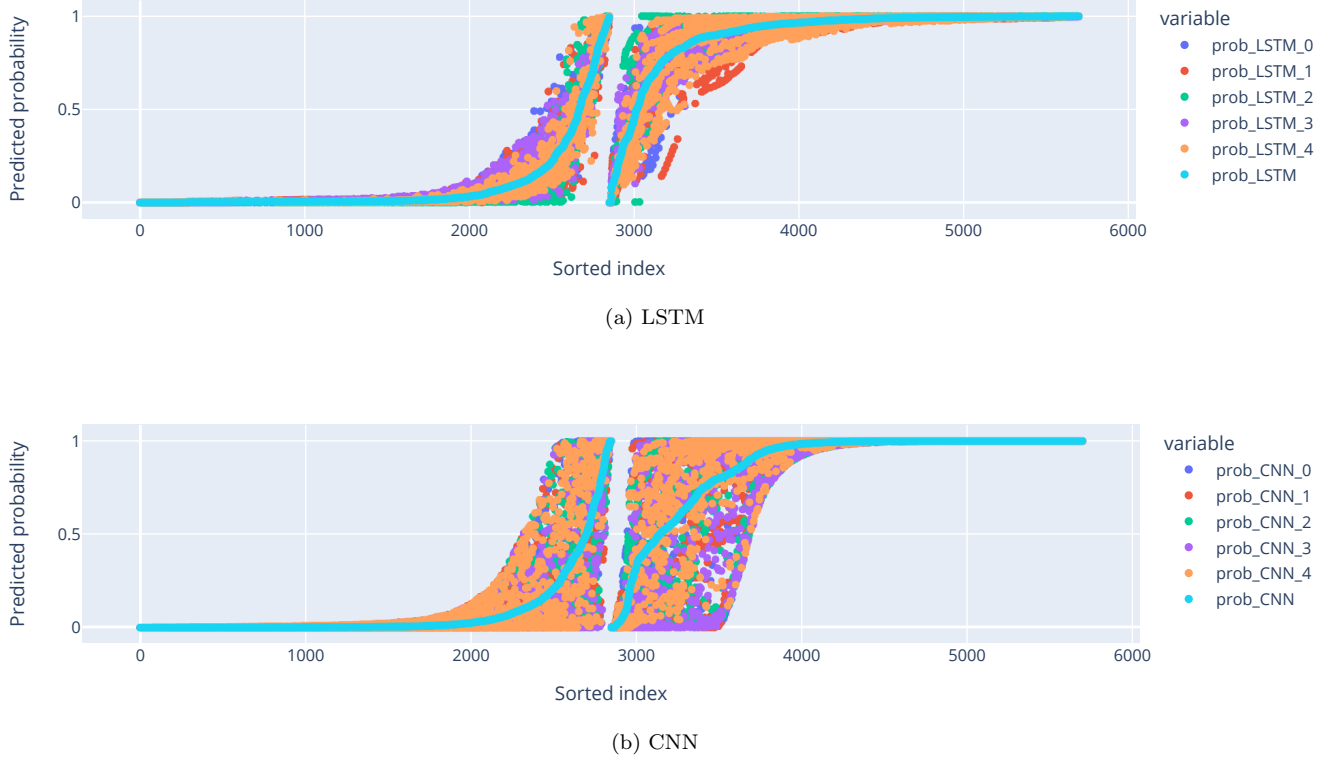 Predicted probability
1
0.5
0
0 1000 2000 3000 4000 5000 6000
Sorted index
variable
prob_LSTM_0
prob_LSTM_1
prob_LSTM_2
prob_LSTM_3
prob_LSTM_4
prob_LSTM
(a) LSTM
Predicted probability
1
0.5
0
0 1000 2000 3000 4000 5000 6000
Sorted index
variable
prob_CNN_0
prob_CNN_1
prob_CNN_2
prob_CNN_3
prob_CNN_4
prob_CNN
(b) CNN